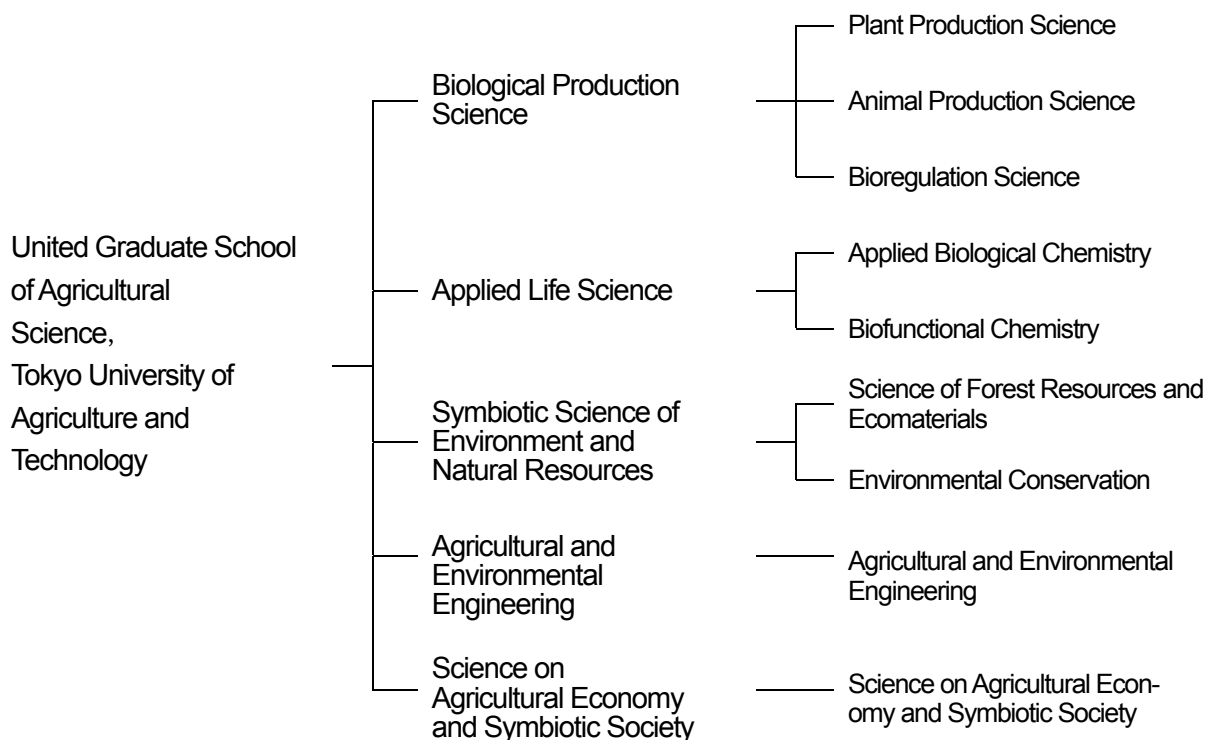 United Graduate School
of Agricultural
Science,
Tokyo University of
Agriculture and
Technology
Biological Production
Science
Plant Production Science
Animal Production Science
Bioregulation Science
Applied Life Science
Applied Biological Chemistry
Biofunctional Chemistry
Symbiotic Science of
Environment and
Natural Resources
Science of Forest Resources and
Ecomaterials
Environmental Conservation
Agricultural and
Environmental
Engineering
Agricultural and Environmental
Engineering
Science on
Agricultural Economy
and Symbiotic Society
Science on Agricultural Econ-
omy and Symbiotic Society